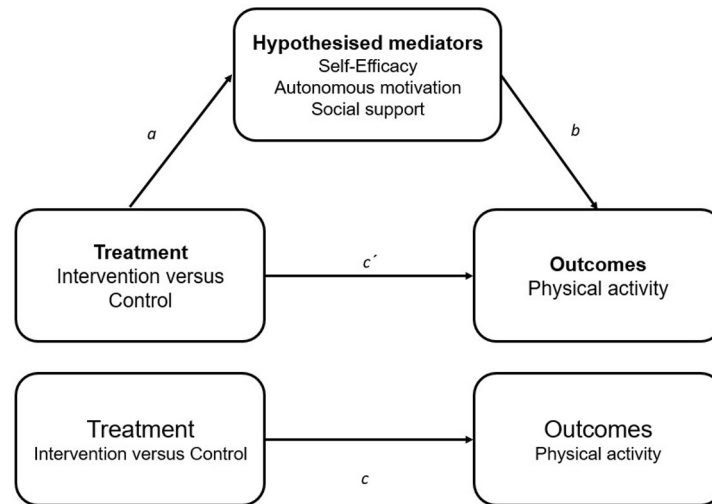 Hypothesised mediators
Self-Efficacy
Autonomous motivation
Social support
a
b
Treatment
Intervention versus
Control
c´
Outcomes
Physical activity
Treatment
Intervention versus Control
c
Outcomes
Physical activity